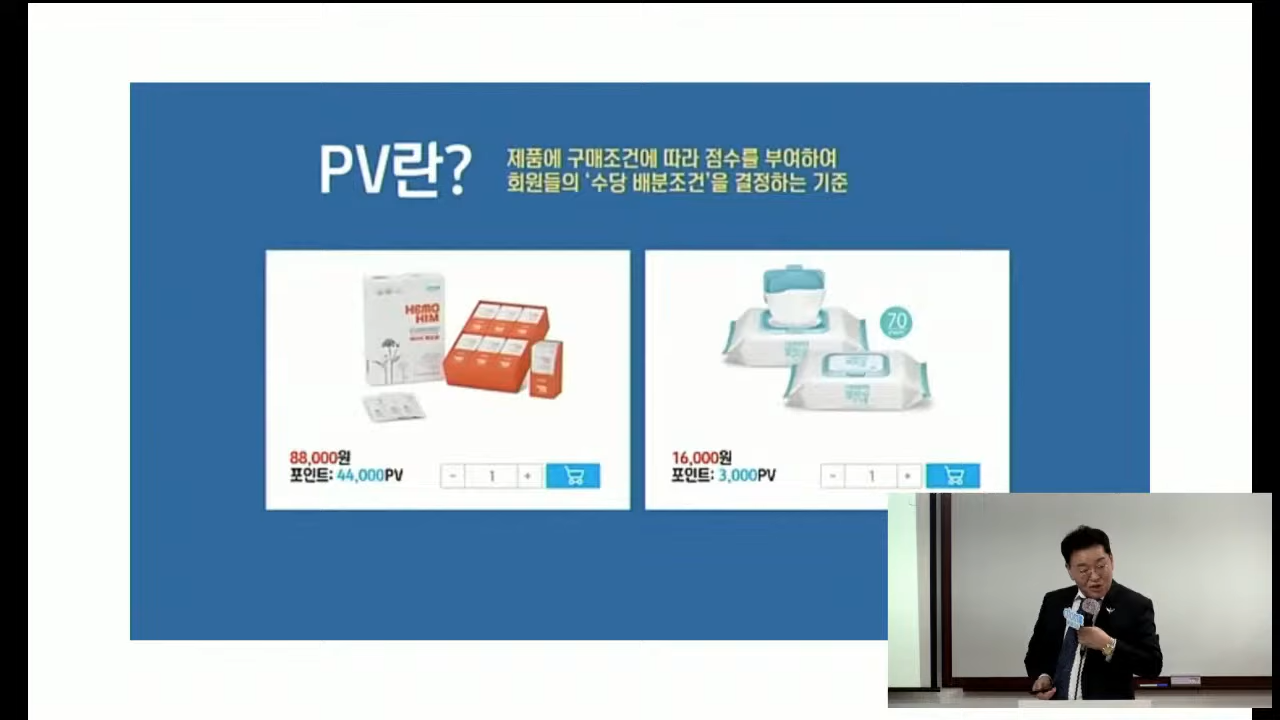 PV란?
제품에 구매조건에 따라 점수를 부여하여
회원들의 '수당 배분조건'을 결정하는 기준
HEMO
HIM
70
88,000원
포인트: 44,000PV
- 1 +
16,000원
포인트: 3,000PV
- 1 +